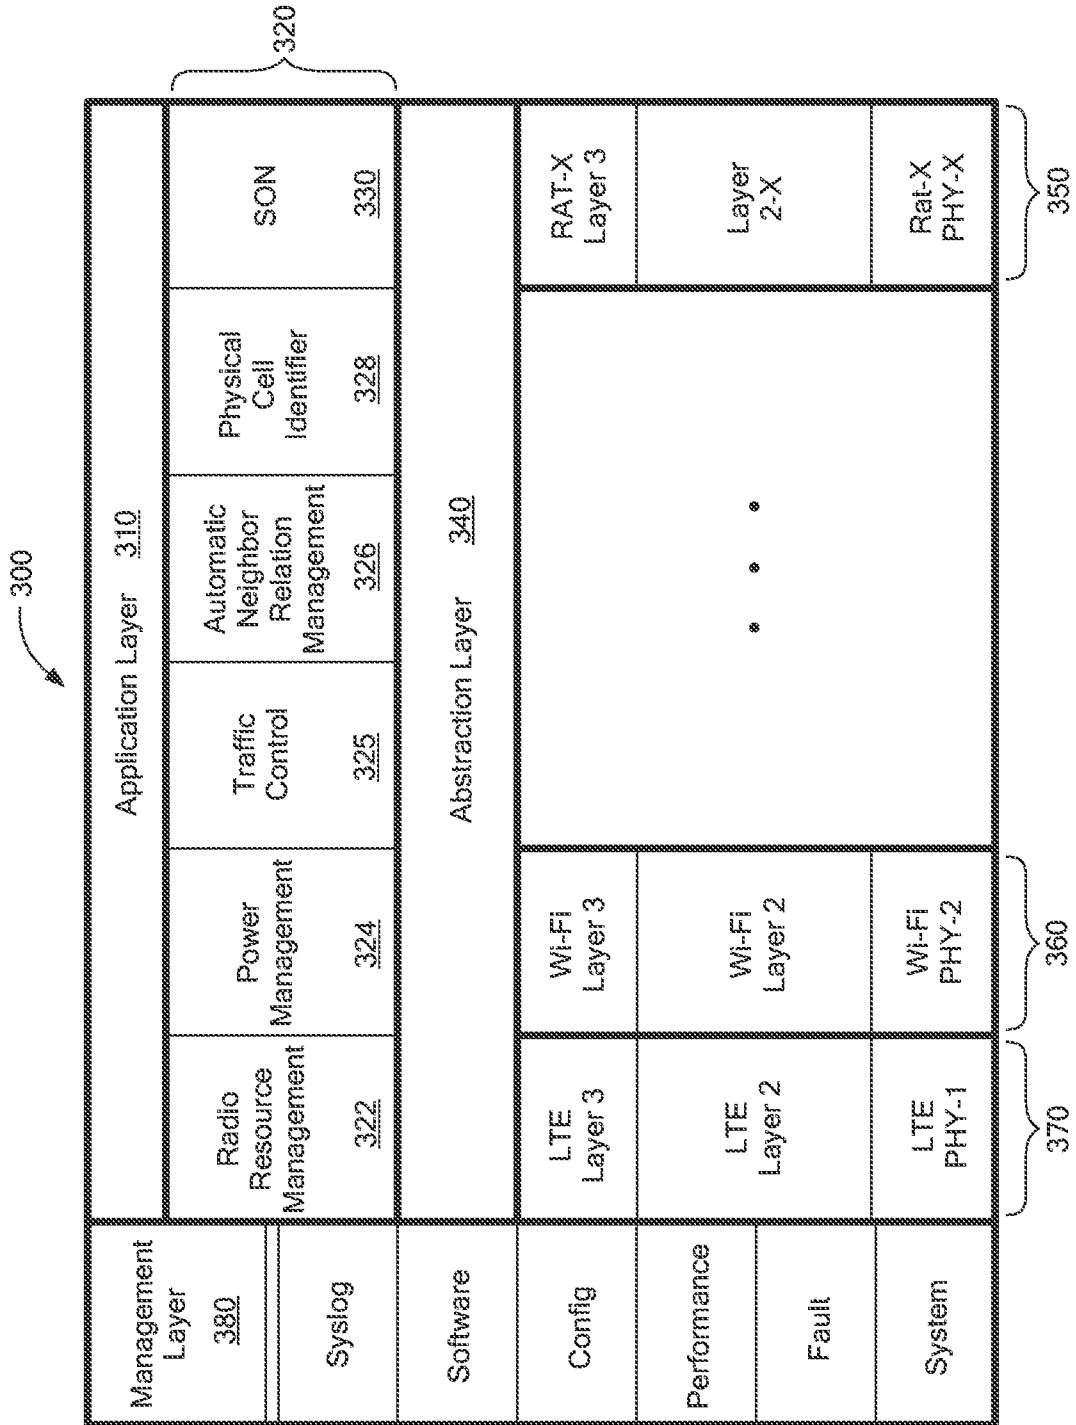 300
Management
Layer
380
Syslog
Software
Config
Performance
Fault
System
Application Layer 310
320
Radio
Resource
Management
322
Power
Management
324
Traffic
Control
325
Automatic
Neighbor
Relation
Management
326
Physical
Cell
Identifier
328
SON
330
Abstraction Layer 340
LTE
Layer 3
LTE
Layer 2
LTE
PHY-1
370
Wi-Fi
Layer 3
Wi-Fi
Layer 2
Wi-Fi
PHY-2
360
RAT-X
Layer 3
Layer
2-X
Rat-X
PHY-X
350